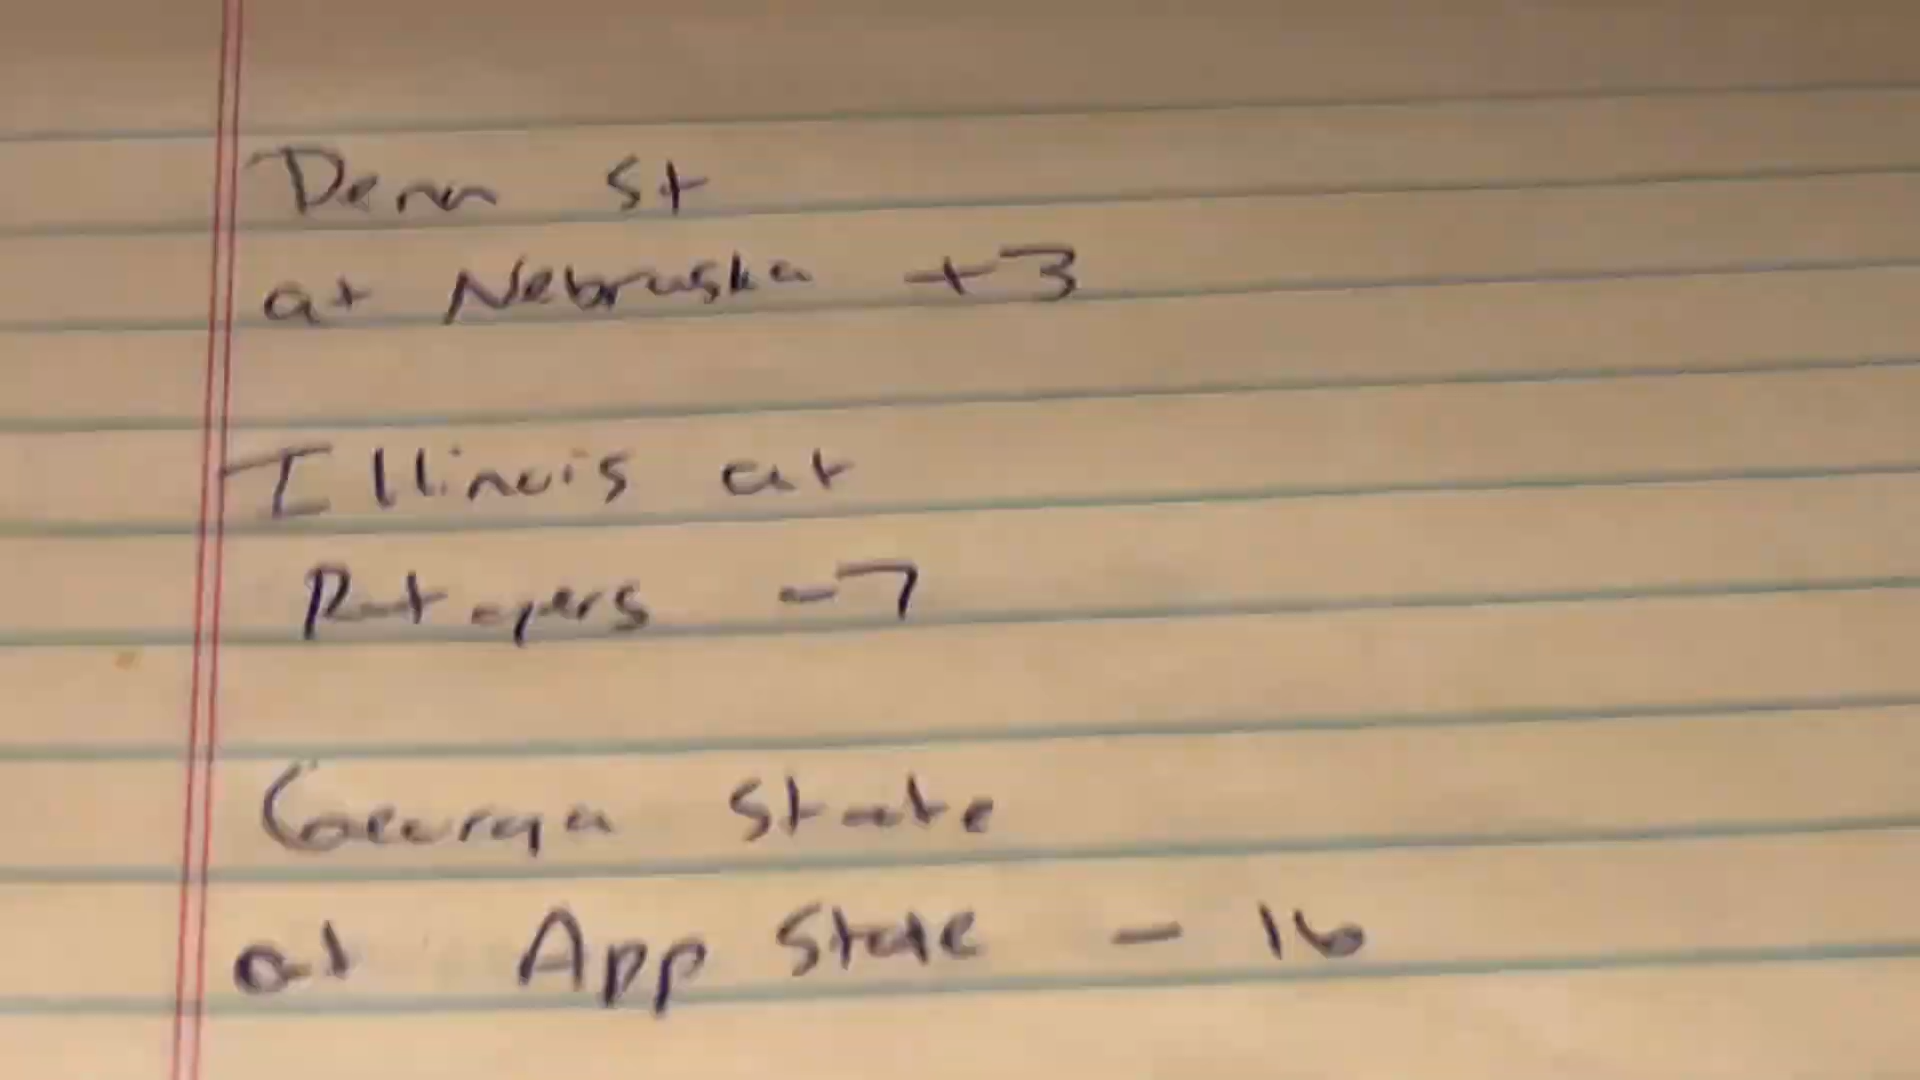 Penn St
at Nebraska +3
Illinois at
Rutgers -7
Georgia State
at App State - 16